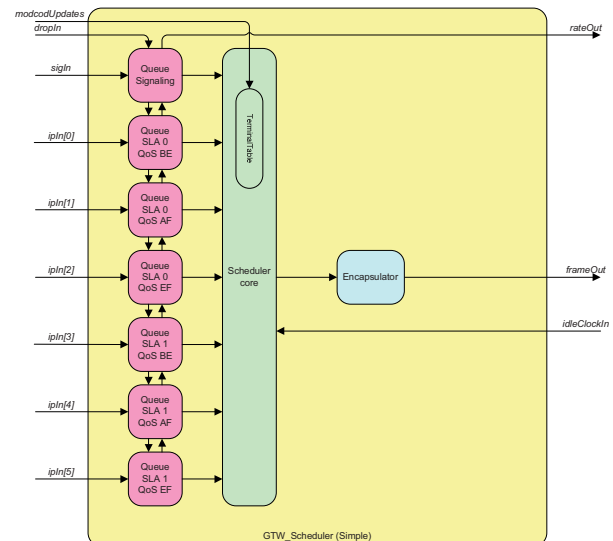 modcodUpdates
dropIn
rateOut
sigIn
Queue
Signaling
ipIn[0]
Queue
SLA 0
QoS BE
TerminalTable
ipIn[1]
Queue
SLA 0
QoS AF
ipIn[2]
Queue
SLA 0
QoS EF
Scheduler
core
Encapsulator
frameOut
idleClockIn
ipIn[3]
Queue
SLA 1
QoS BE
ipIn[4]
Queue
SLA 1
QoS AF
ipIn[5]
Queue
SLA 1
QoS EF
GTW_Scheduler (Simple)